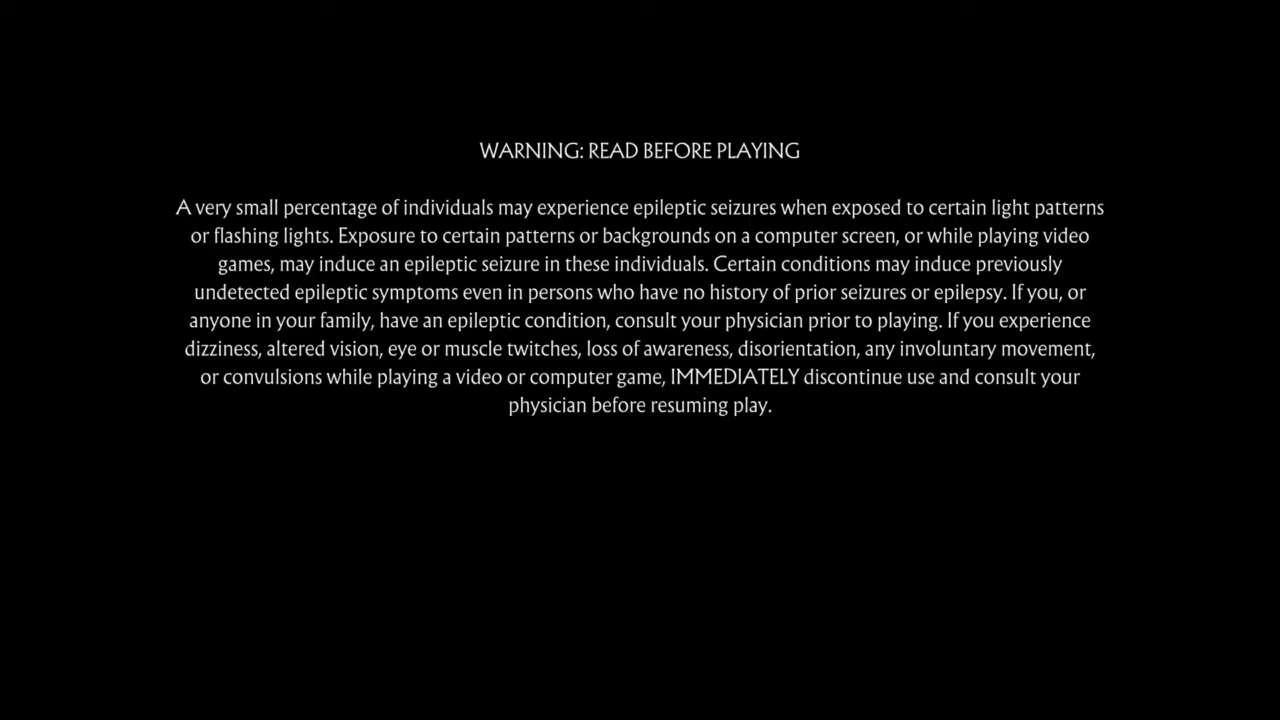 WARNING: READ BEFORE PLAYING
A very small percentage of individuals may experience epileptic seizures when exposed to certain light patterns
or flashing lights. Exposure to certain patterns or backgrounds on a computer screen, or while playing video
games, may induce an epileptic seizure in these individuals. Certain conditions may induce previously
undetected epileptic symptoms even in persons who have no history of prior seizures or epilepsy. If you, or
anyone in your family, have an epileptic condition, consult your physician prior to playing. If you experience
dizziness, altered vision, eye or muscle twitches, loss of awareness, disorientation, any involuntary movement,
or convulsions while playing a video or computer game, IMMEDIATELY discontinue use and consult your
physician before resuming play.